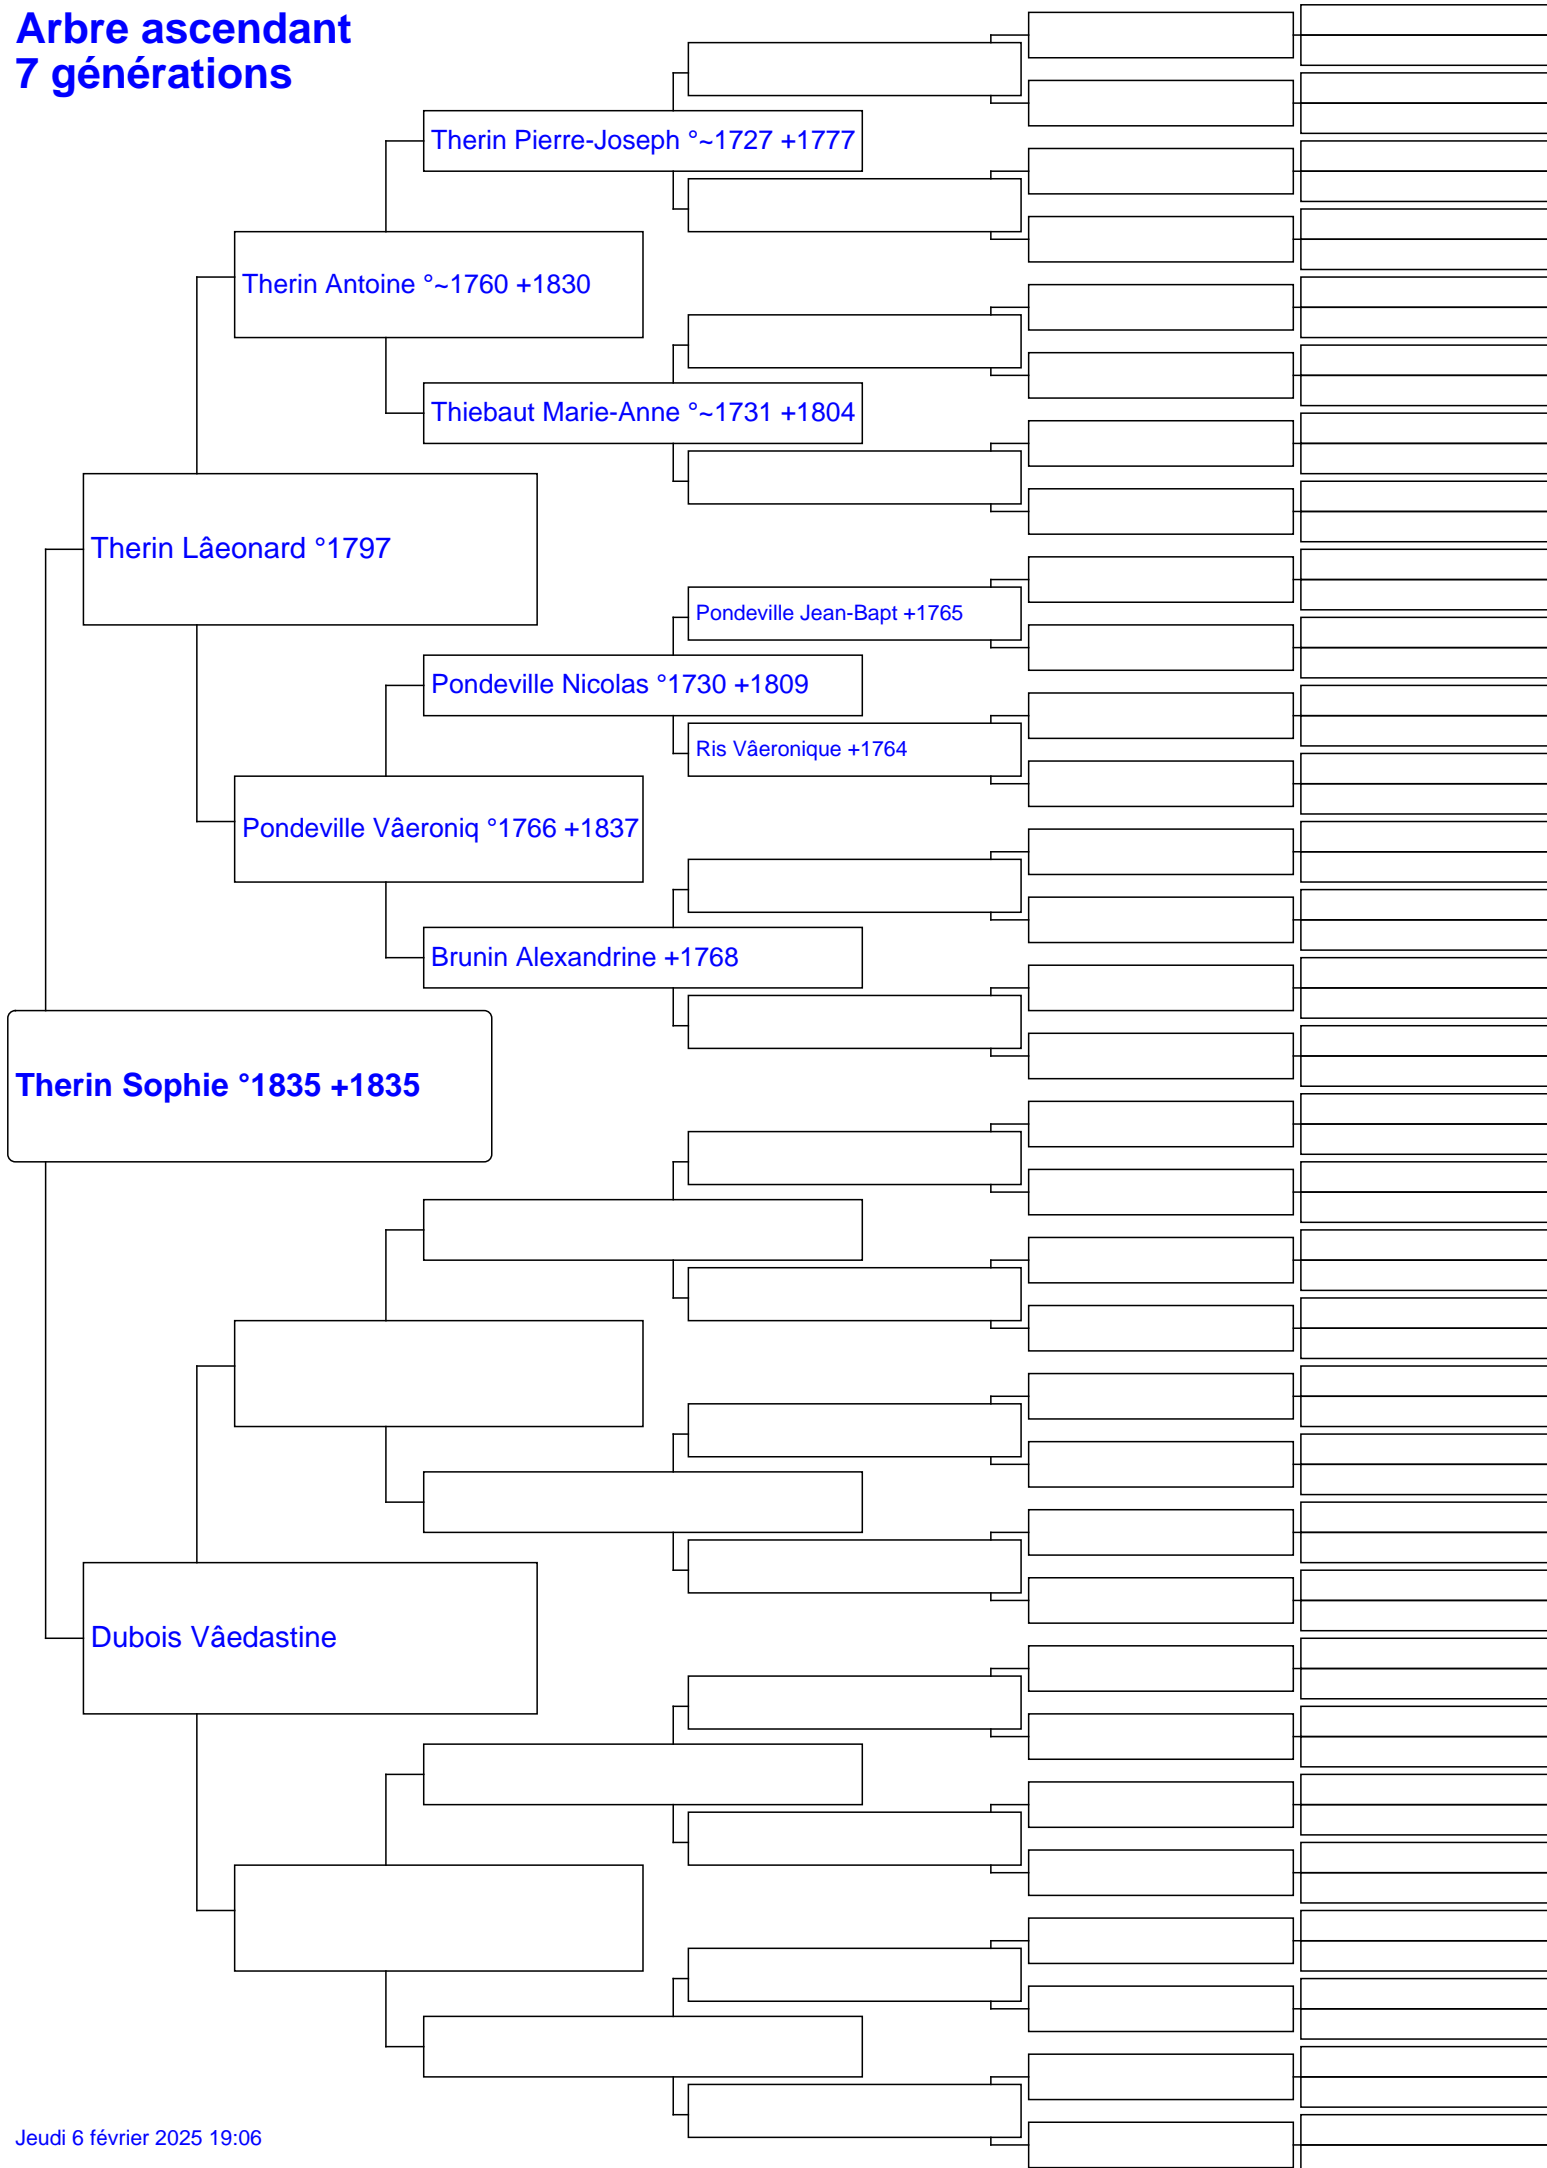 Arbre ascendant
7 générations
Therin Pierre-Joseph °~1727 +1777
Therin Antoine °~1760 +1830
Thiebaut Marie-Anne °~1731 +1804
Therin Lâeonard °1797
Pondeville Jean-Bapt +1765
Pondeville Nicolas °1730 +1809
Ris Vâeronique +1764
Pondeville Vâeroniq °1766 +1837
Brunin Alexandrine +1768
Therin Sophie °1835 +1835
Dubois Vâedastine
Jeudi 6 février 2025 19:06